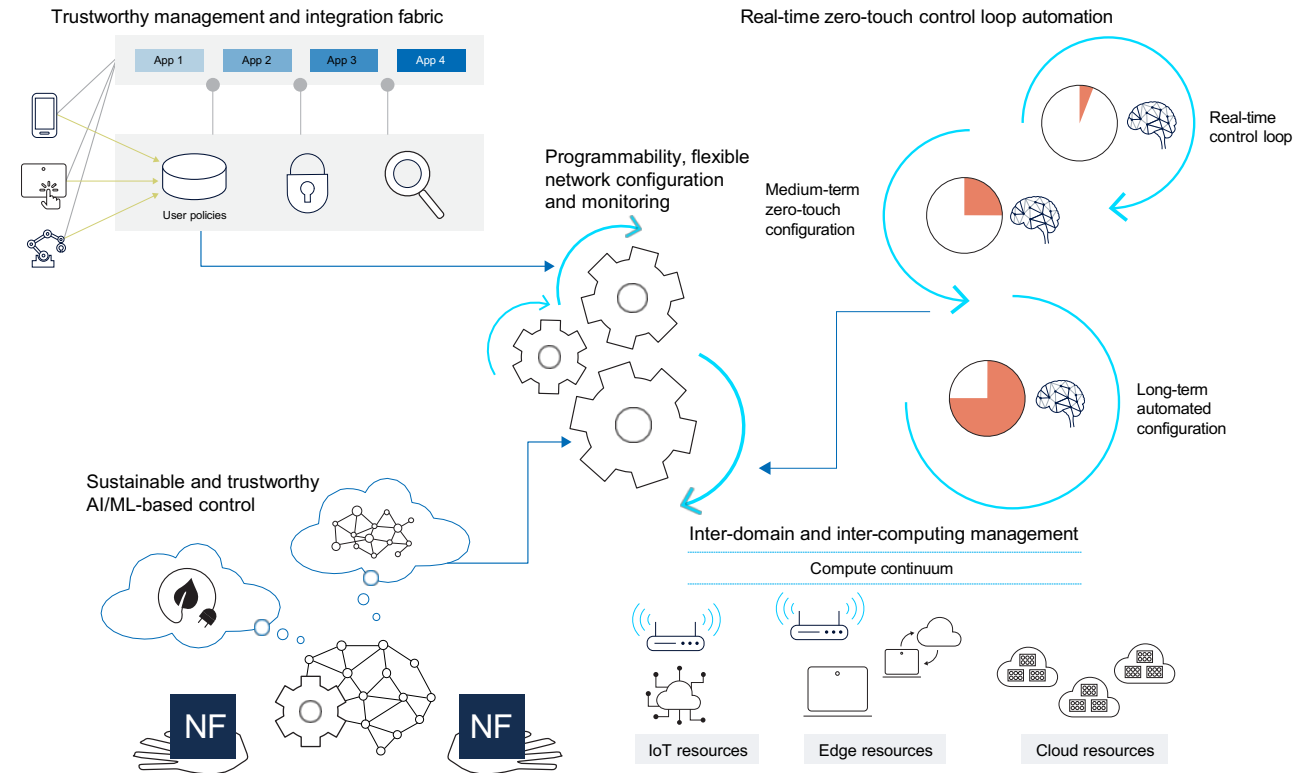 Trustworthy management and integration fabric
App 1
App 2
App 3
App 4
User policies
Real-time zero-touch control loop automation
Real-time
control loop
Medium-term
zero-touch
configuration
Long-term
automated
configuration
Programmability, flexible
network configuration
and monitoring
Sustainable and trustworthy
AI/ML-based control
NF
NF
Inter-domain and inter-computing management
Compute continuum
IoT resources
Edge resources
Cloud resources